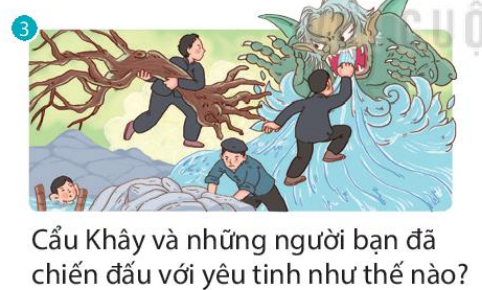 3
Cẩu Khây và những người bạn đã
chiến đấu với yêu tinh như thế nào?